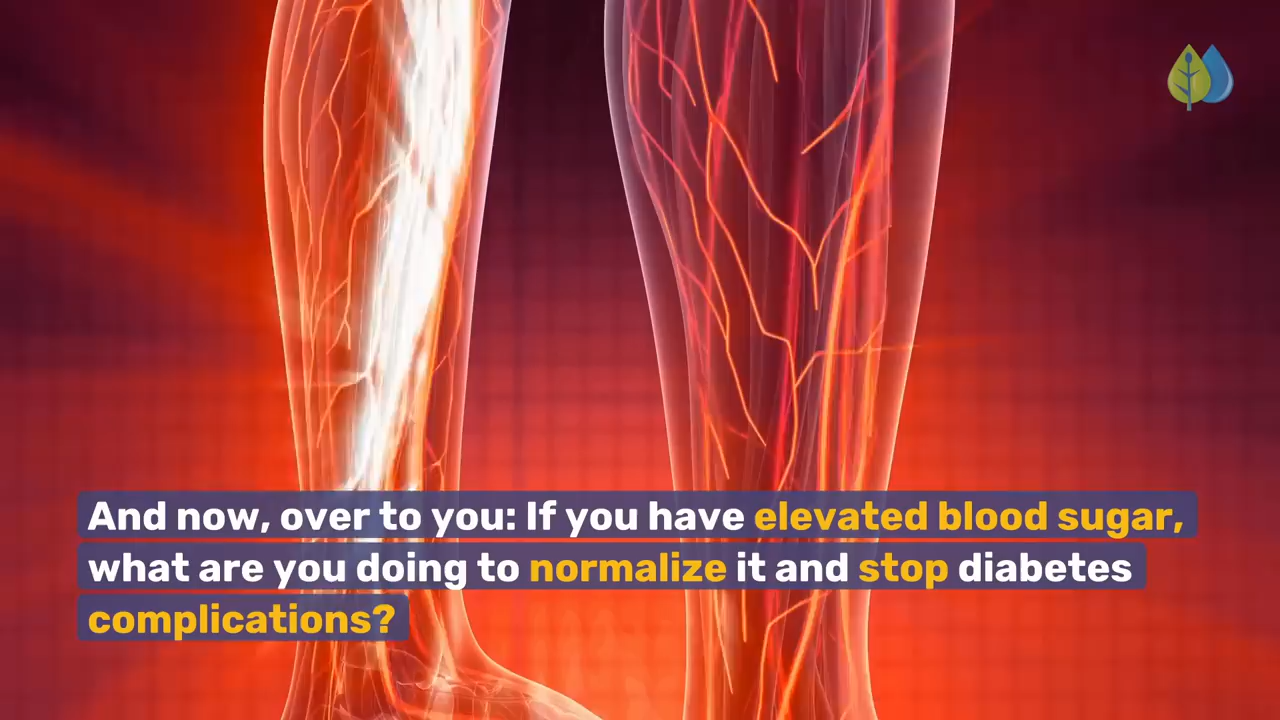 And now, over to you: If you have elevated blood sugar,
what are you doing to normalize it and stop diabetes
complications?